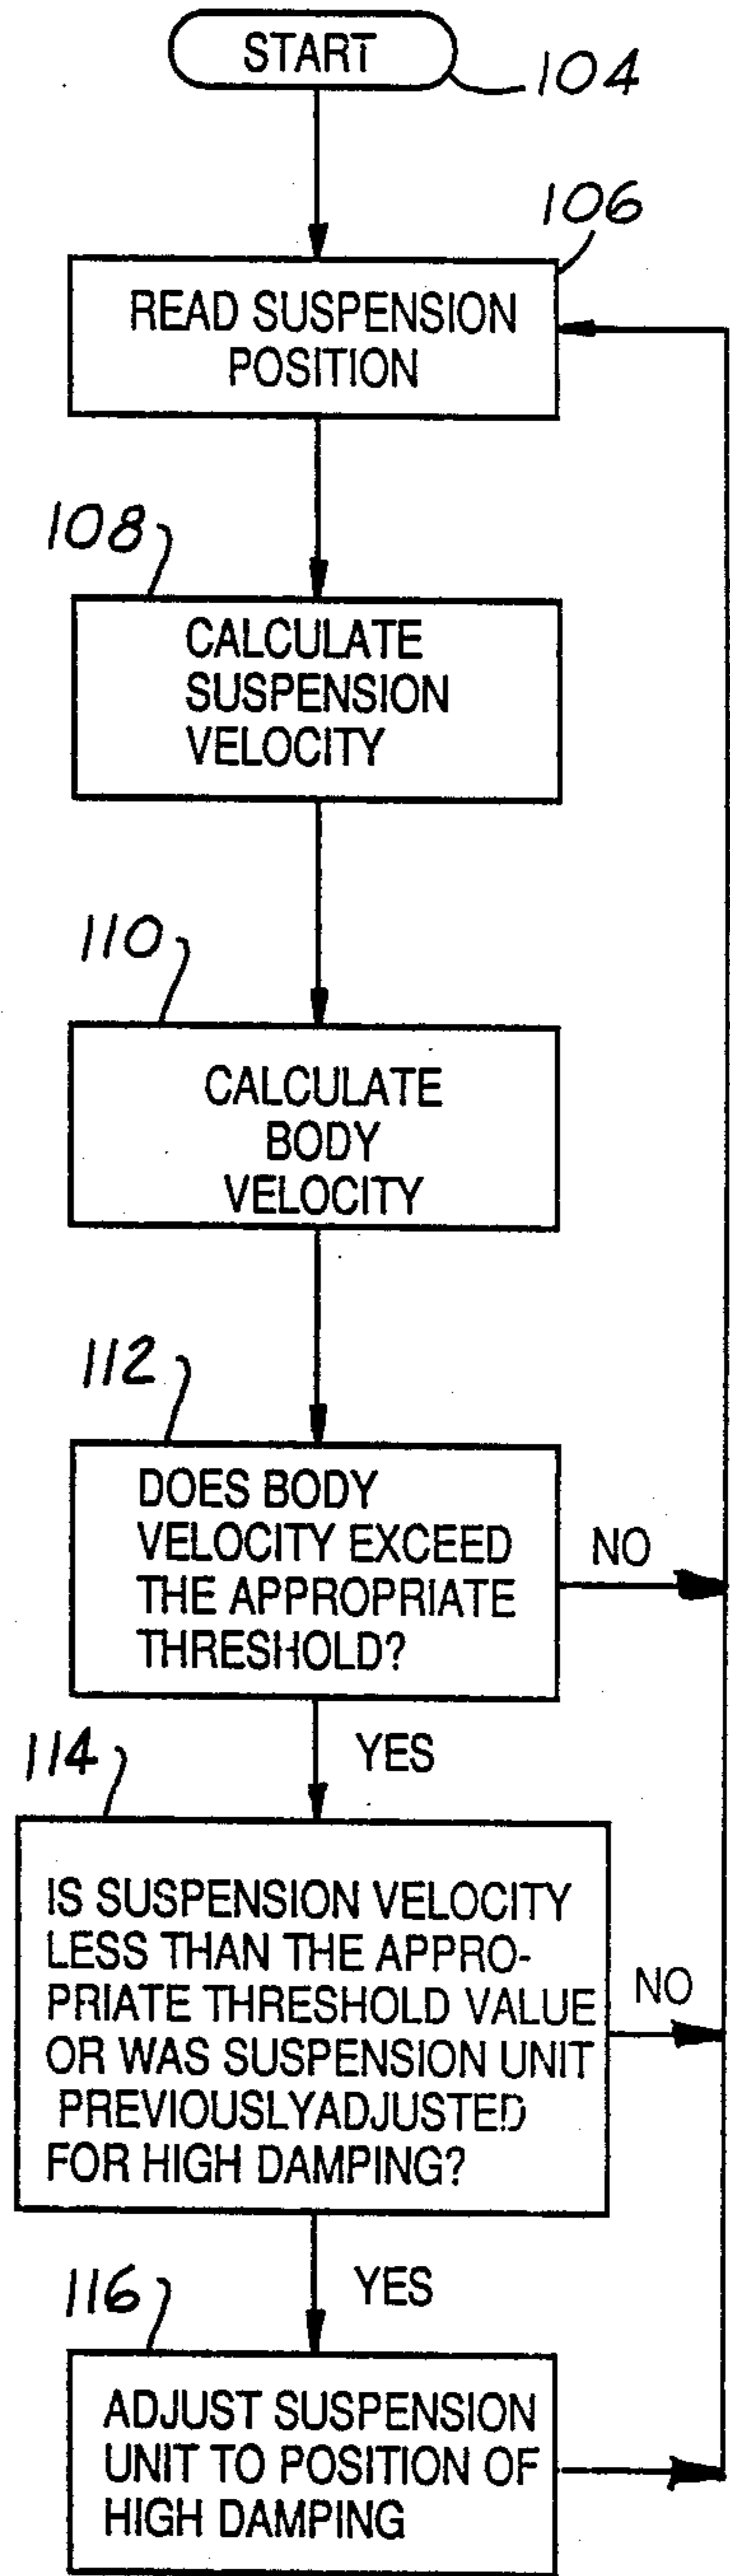 START
104
106
READ SUSPENSION
POSITION
108
CALCULATE
SUSPENSION
VELOCITY
110
CALCULATE
BODY
VELOCITY
112
DOES BODY
VELOCITY EXCEED
THE APPROPRIATE
THRESHOLD?
NO
YES
114
IS SUSPENSION VELOCITY
LESS THAN THE APPRO-
PRIATE THRESHOLD VALUE
OR WAS SUSPENSION UNIT
PREVIOUSLYADJUSTED
FOR HIGH DAMPING?
NO
YES
116
ADJUST SUSPENSION
UNIT TO POSITION OF
HIGH DAMPING